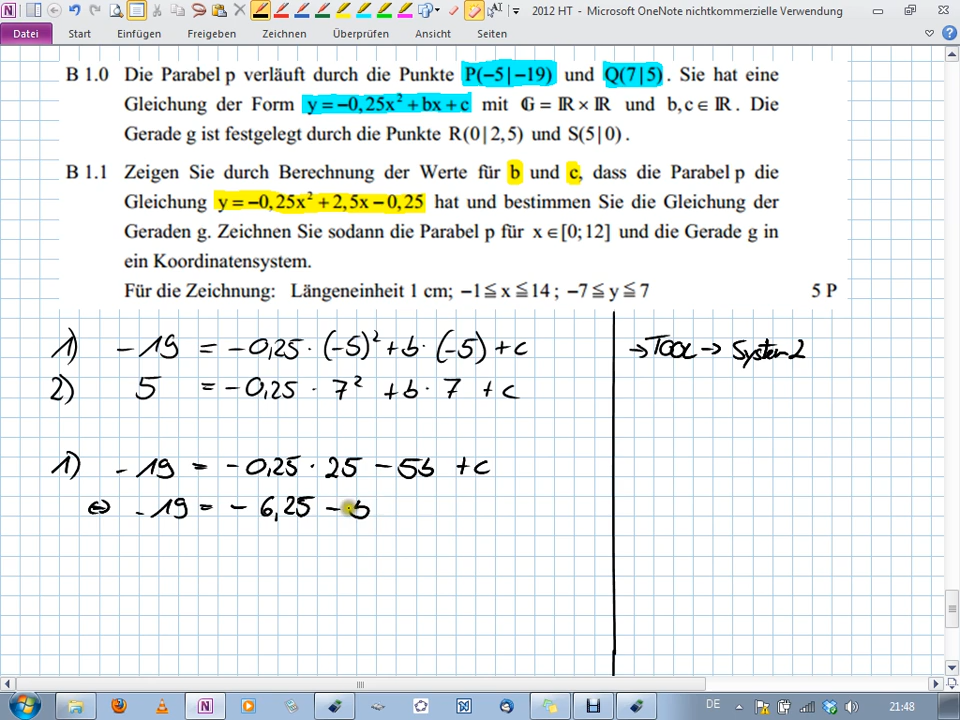 2012 HT - Microsoft OneNote nichtkommerzielle Verwendung
Datei Start Einfügen Freigeben Zeichnen Überprüfen Ansicht Seiten
B 1.0 Die Parabel p verläuft durch die Punkte P(−5|−19) und Q(7|5). Sie hat eine
Gleichung der Form y = −0,25x² + bx + c mit 𝔾 = ℝ × ℝ und b,c ∈ ℝ. Die
Gerade g ist festgelegt durch die Punkte R(0|2,5) und S(5|0).
B 1.1 Zeigen Sie durch Berechnung der Werte für b und c, dass die Parabel p die
Gleichung y = −0,25x² + 2,5x − 0,25 hat und bestimmen Sie die Gleichung der
Geraden g. Zeichnen Sie sodann die Parabel p für x ∈ [0;12] und die Gerade g in
ein Koordinatensystem.
Für die Zeichnung: Längeneinheit 1 cm; −1 ≦ x ≦ 14; −7 ≦ y ≦ 7 5 P
1) −19 = −0,25 · (−5)² + b · (−5) + c → TOOL → System 2
2) 5 = −0,25 · 7² + b · 7 + c
1) −19 = −0,25 · 25 − 5b + c
⇔ −19 = − 6,25 − 5
DE 21:48